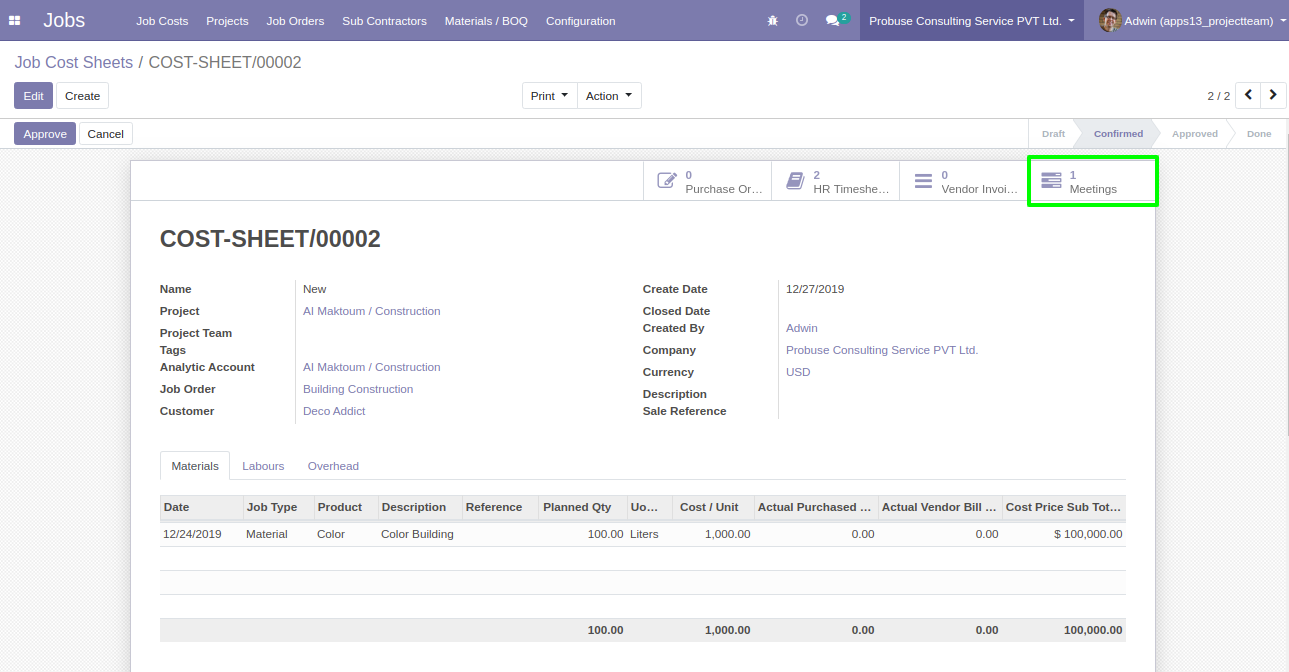 Jobs Job Costs Projects Job Orders Sub Contractors Materials / BOQ Configuration 2 Probuse Consulting Service PVT Ltd. Adwin (apps13_projectteam)
Job Cost Sheets / COST-SHEET/00002
Edit Create Print Action 2 / 2
Approve Cancel Draft Confirmed Approved Done
0 2 0 1
Purchase Or… HR Timeshe… Vendor Invoi… Meetings
COST-SHEET/00002
Name New Create Date 12/27/2019
Project Al Maktoum / Construction Closed Date
Project Team Created By Adwin
Tags Company Probuse Consulting Service PVT Ltd.
Analytic Account Al Maktoum / Construction Currency USD
Job Order Building Construction Description
Customer Deco Addict Sale Reference
Materials Labours Overhead
Date Job Type Product Description Reference Planned Qty Uo… Cost / Unit Actual Purchased … Actual Vendor Bill … Cost Price Sub Tot…
12/24/2019 Material Color Color Building 100.00 Liters 1,000.00 0.00 0.00 $ 100,000.00
100.00 1,000.00 0.00 0.00 100,000.00